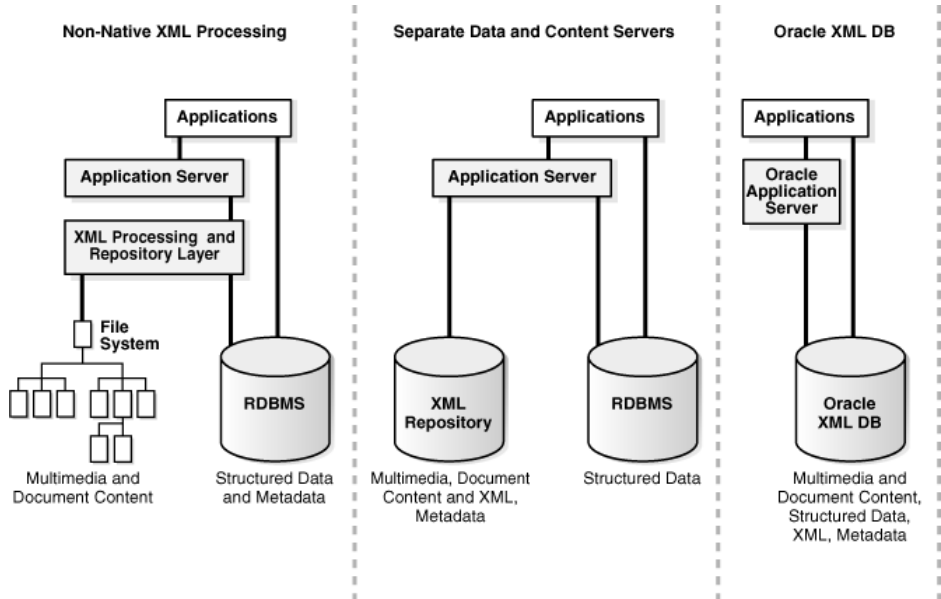 Non-Native XML Processing
Applications
Application Server
XML Processing and
Repository Layer
File
System
RDBMS
Multimedia and
Document Content
Structured Data
and Metadata
Separate Data and Content Servers
Applications
Application Server
XML
Repository
RDBMS
Multimedia, Document
Content and XML,
Metadata
Structured Data
Oracle XML DB
Applications
Oracle
Application
Server
Oracle
XML DB
Multimedia and
Document Content,
Structured Data,
XML, Metadata